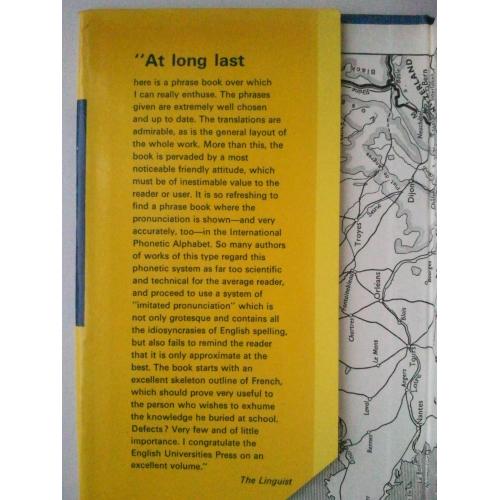 "At long last
here is a phrase book over which
I can really enthuse. The phrases
given are extremely well chosen
and up to date. The translations are
admirable, as is the general layout of
the whole work. More than this, the
book is pervaded by a most
noticeable friendly attitude, which
must be of inestimable value to the
reader or user. It is so refreshing to
find a phrase book where the
pronunciation is shown—and very
accurately, too—in the International
Phonetic Alphabet. So many authors
of works of this type regard this
phonetic system as far too scientific
and technical for the average reader,
and proceed to use a system of
"imitated pronunciation" which is
not only grotesque and contains all
the idiosyncrasies of English spelling,
but also fails to remind the reader
that it is only approximate at the
best. The book starts with an
excellent skeleton outline of French,
which should prove very useful to
the person who wishes to exhume
the knowledge he buried at school.
Defects? Very few and of little
importance. I congratulate the
English Universities Press on an
excellent volume."
The Linguist
Black
Bern
Dijon
Troyes
Seine
Fontainebleau
Orléans
Chartres
Blois
Bourges
Le Mans
Tours
Angers
Laval
Rennes
Nantes